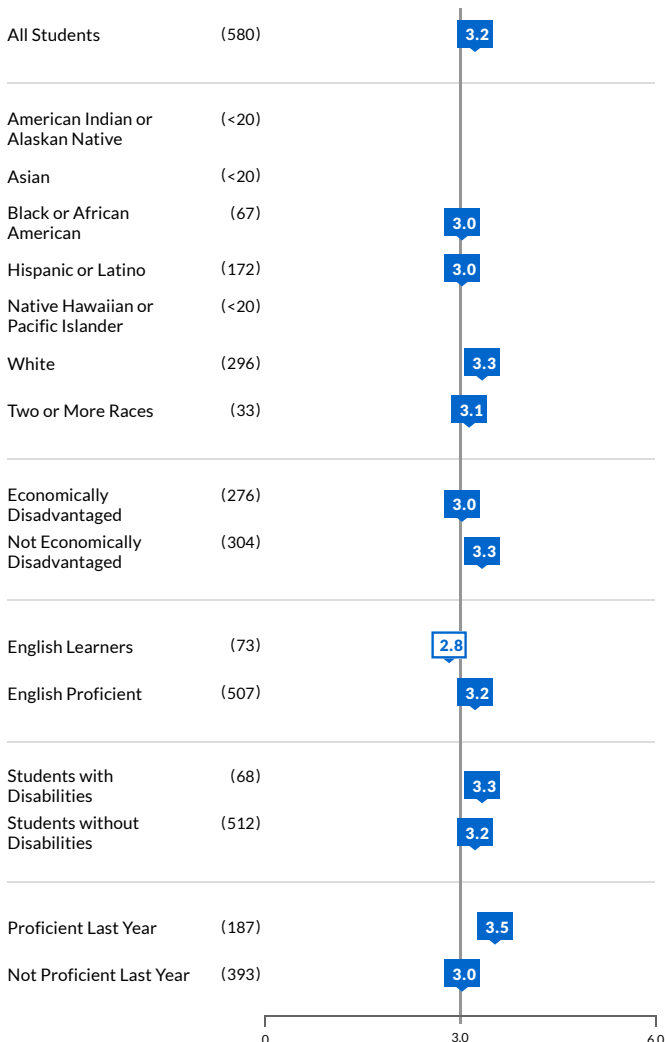 All Students (580) 3.2
American Indian or (<20)
Alaskan Native
Asian (<20)
Black or African (67) 3.0
American
Hispanic or Latino (172) 3.0
Native Hawaiian or (<20)
Pacific Islander
White (296) 3.3
Two or More Races (33) 3.1
Economically (276) 3.0
Disadvantaged
Not Economically (304) 3.3
Disadvantaged
English Learners (73) 2.8
English Proficient (507) 3.2
Students with (68) 3.3
Disabilities
Students without (512) 3.2
Disabilities
Proficient Last Year (187) 3.5
Not Proficient Last Year (393) 3.0
0 3.0 6.0